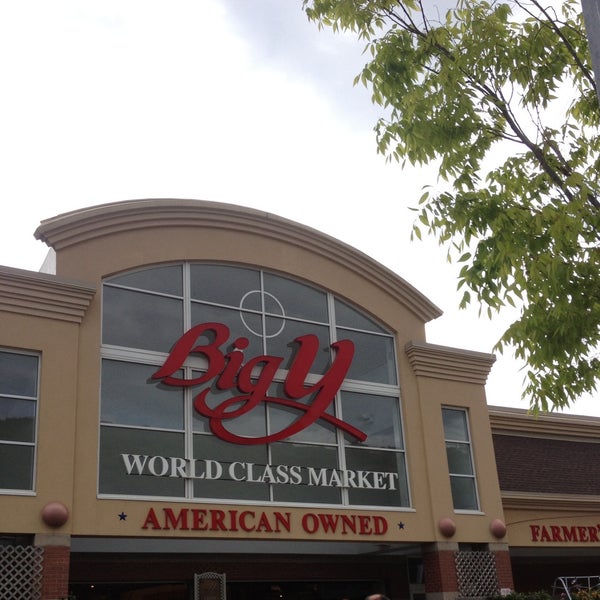 Big Y
WORLD CLASS MARKET
AMERICAN OWNED
FARMER'